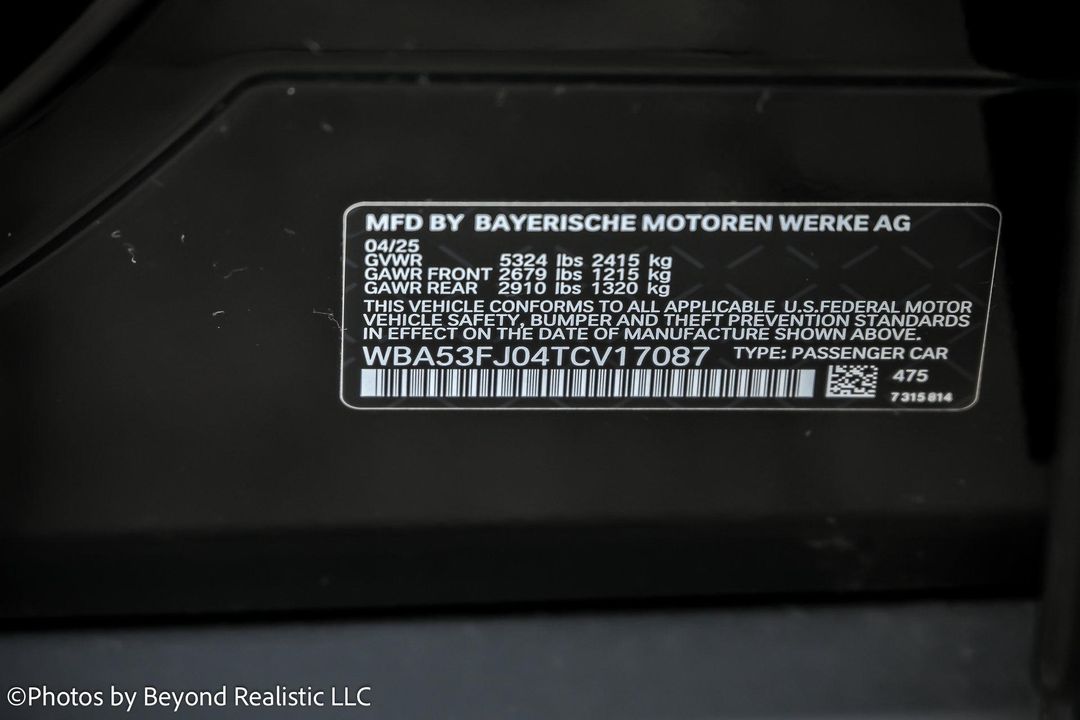 MFD BY BAYERISCHE MOTOREN WERKE AG
04/25
GVWR 5324 lbs 2415 kg
GAWR FRONT 2679 lbs 1215 kg
GAWR REAR 2910 lbs 1320 kg
THIS VEHICLE CONFORMS TO ALL APPLICABLE U.S.FEDERAL MOTOR
VEHICLE SAFETY, BUMPER AND THEFT PREVENTION STANDARDS
IN EFFECT ON THE DATE OF MANUFACTURE SHOWN ABOVE.
WBA53FJ04TCV17087 TYPE: PASSENGER CAR
475
7 315 814
©Photos by Beyond Realistic LLC